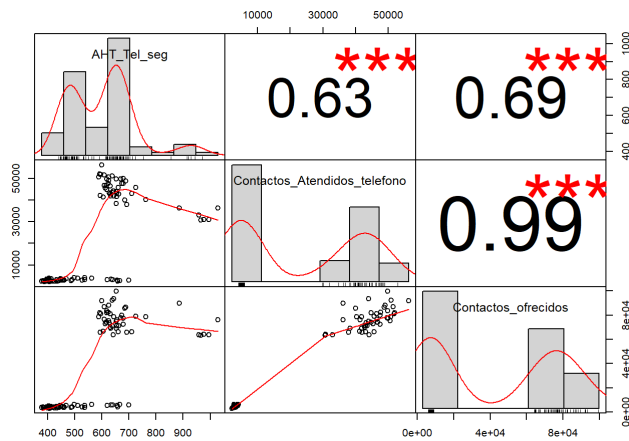 10000 30000 50000
AHT_Tel_seg
***
0.63
***
0.69
400 600 800 1000
10000 30000 50000
Contactos_Atendidos_telefono
***
0.99
Contactos_ofrecidos
0e+00 4e+04 8e+04
400 500 600 700 800 900
0e+00 4e+04 8e+04